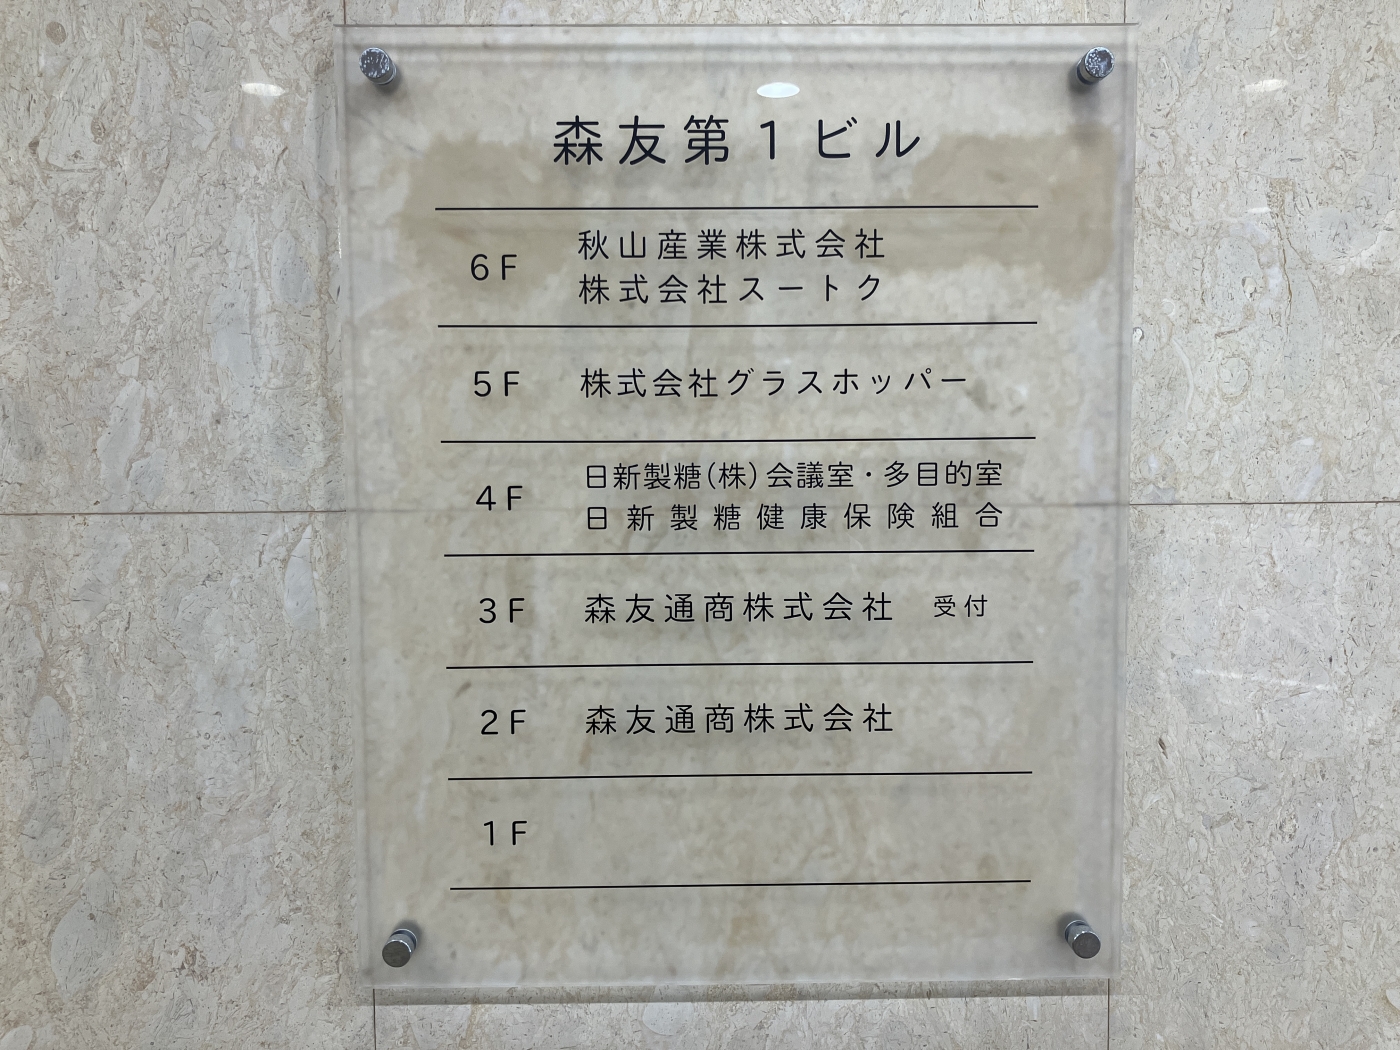 森友第1ビル
6F
秋山産業株式会社
株式会社スートク
5F 株式会社グラスホッパー
4F
日新製糖(株)会議室・多目的室
日新製糖健康保険組合
3F 森友通商株式会社 受付
2F 森友通商株式会社
1F